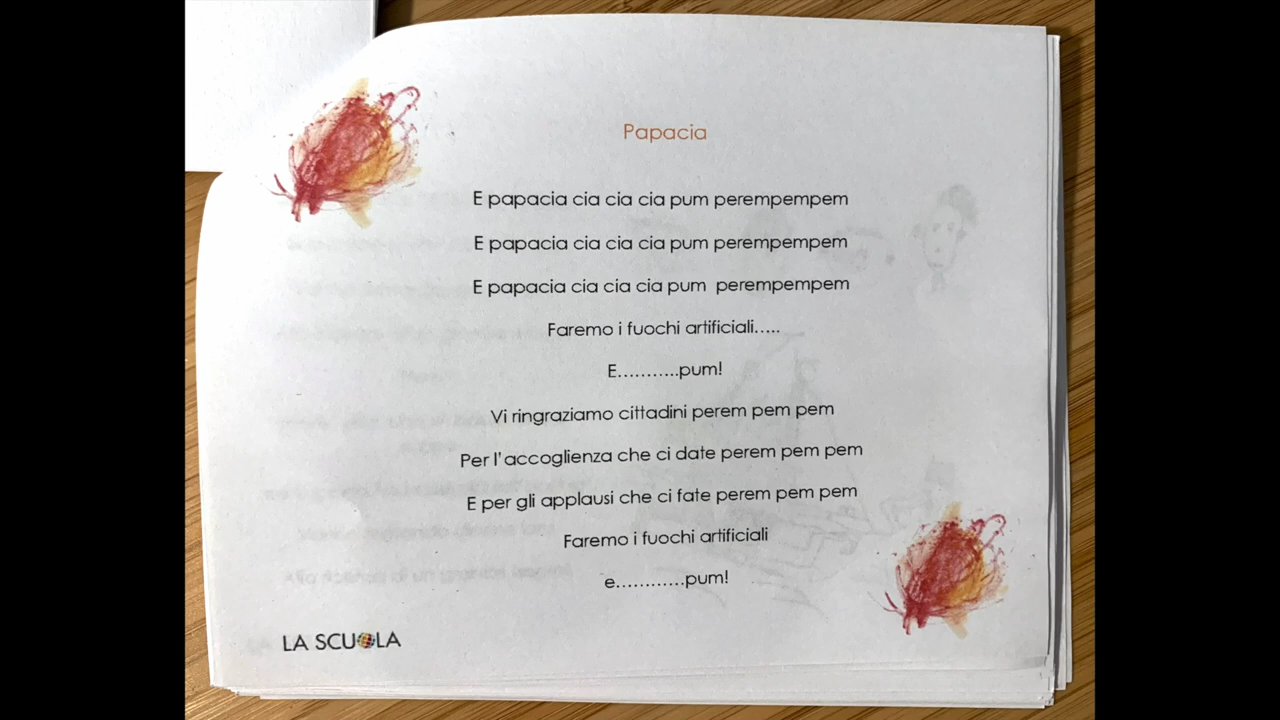 Papacia
E papacia cia cia cia pum perempempem
E papacia cia cia cia pum perempempem
E papacia cia cia cia pum perempempem
Faremo i fuochi artificiali.....
E...........pum!
Vi ringraziamo cittadini perem pem pem
Per l'accoglienza che ci date perem pem pem
E per gli applausi che ci fate perem pem pem
Faremo i fuochi artificiali
e............pum!
LA SCUOLA